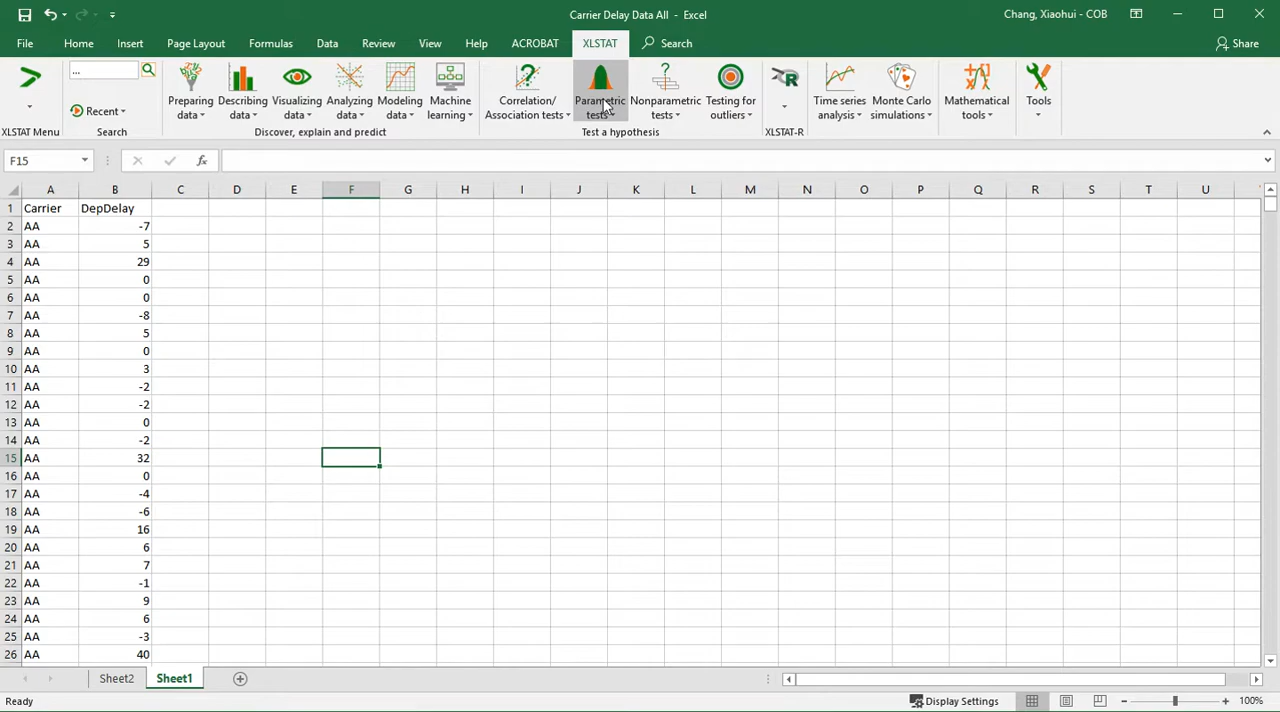 Carrier Delay Data All - Excel
Chang, Xiaohui - COB
File Home Insert Page Layout Formulas Data Review View Help ACROBAT XLSTAT Search Share
...
Recent
XLSTAT Menu
Search
Preparing data
Describing data
Visualizing data
Analyzing data
Modeling data
Machine learning
Discover, explain and predict
Correlation/ Association tests
Parametric tests
Nonparametric tests
Testing for outliers
Test a hypothesis
XLSTAT-R
Time series analysis
Monte Carlo simulations
Mathematical tools
Tools
F15 fx
A B C D E F G H I J K L M N O P Q R S T U
1 Carrier DepDelay
2 AA -7
3 AA 5
4 AA 29
5 AA 0
6 AA 0
7 AA -8
8 AA 5
9 AA 0
10 AA 3
11 AA -2
12 AA -2
13 AA 0
14 AA -2
15 AA 32
16 AA 0
17 AA -4
18 AA -6
19 AA 16
20 AA 6
21 AA 7
22 AA -1
23 AA 9
24 AA 6
25 AA -3
26 AA 40
Sheet2 Sheet1
Ready Display Settings 100%